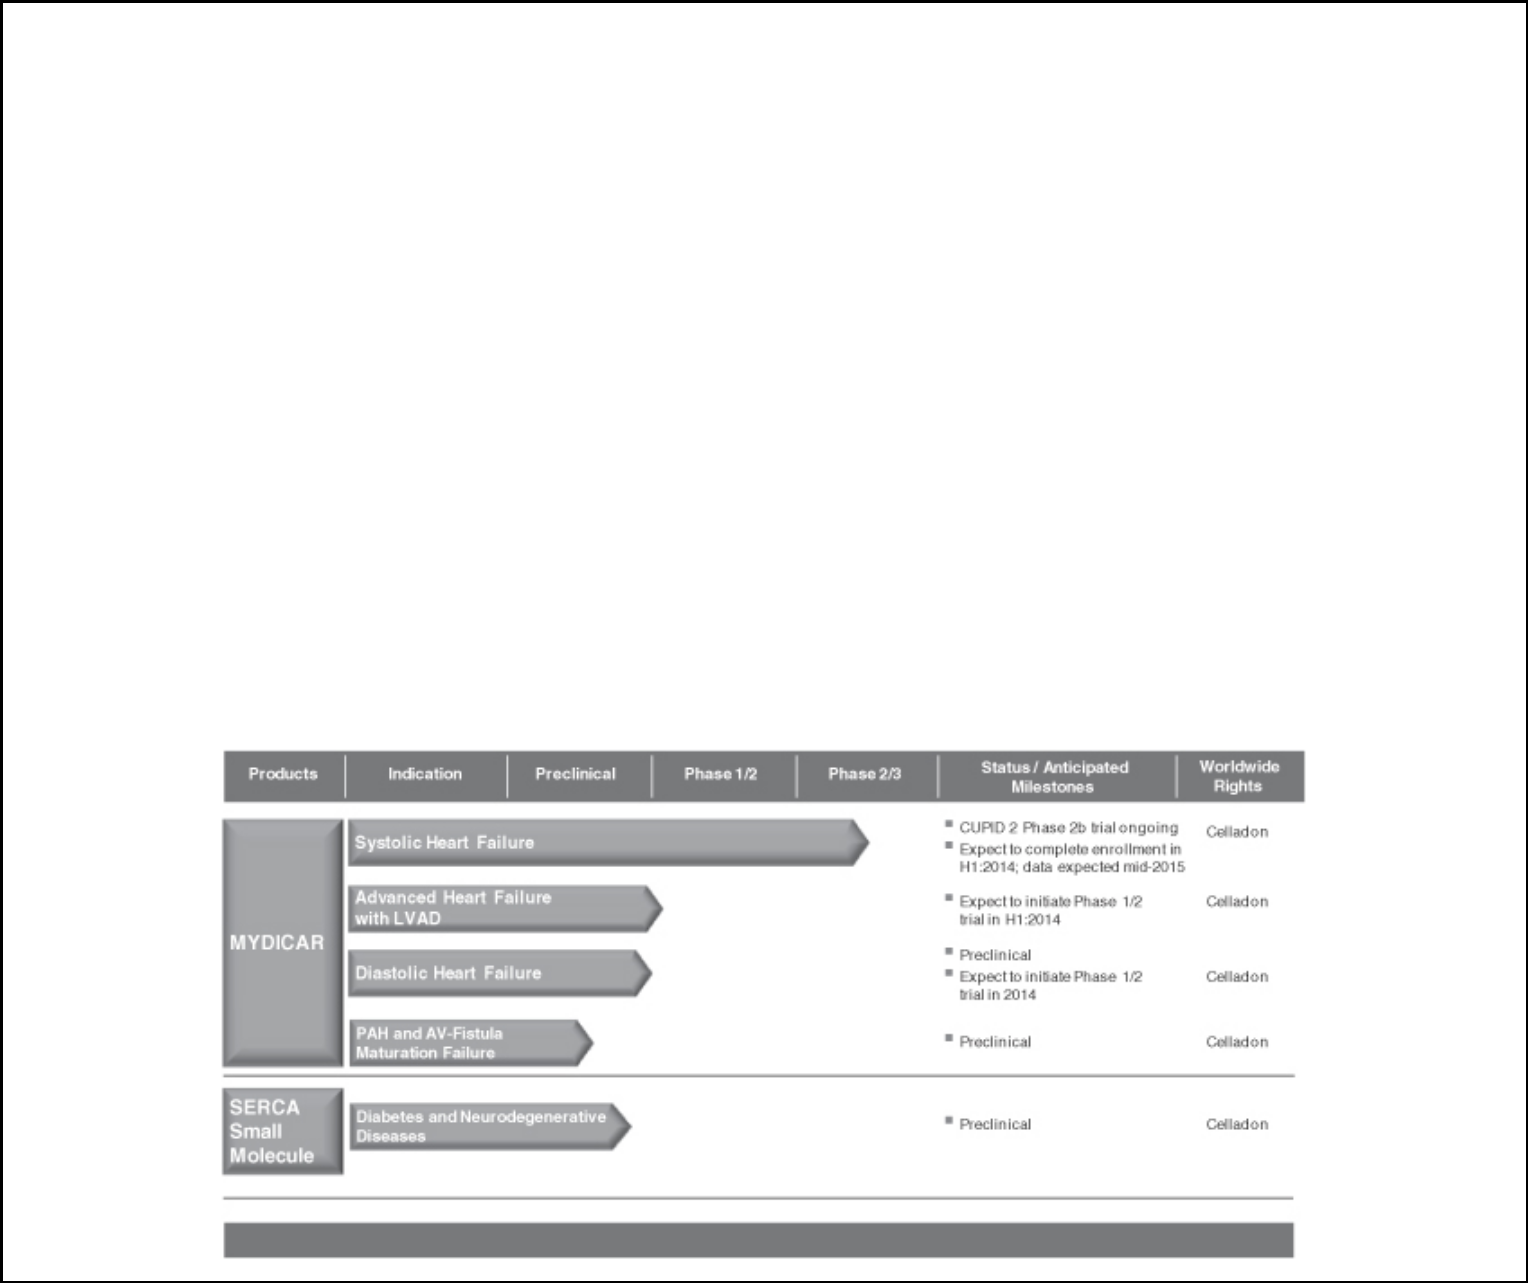 Products Indication Preclinical Phase 1/2 Phase 2/3 Status / Anticipated Milestones Worldwide Rights
MYDICAR
Systolic Heart Failure
CUPID 2 Phase 2b trial ongoing
Expect to complete enrollment in
H1:2014; data expected mid-2015
Celladon
Advanced Heart Failure
with LVAD
Expect to initiate Phase 1/2
trial in H1:2014
Celladon
Diastolic Heart Failure
Preclinical
Expect to initiate Phase 1/2
trial in 2014
Celladon
PAH and AV-Fistula
Maturation Failure
Preclinical
Celladon
SERCA
Small
Molecule
Diabetes and Neurodegenerative
Diseases
Preclinical
Celladon